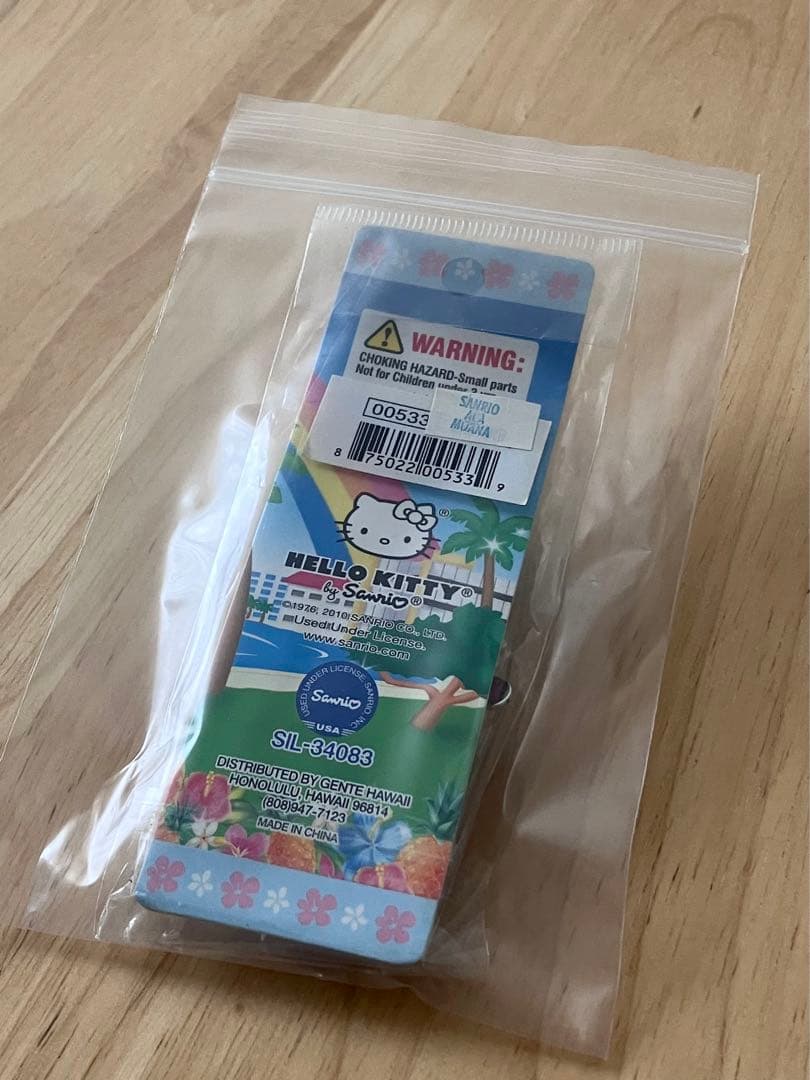 WARNING:
CHOKING HAZARD-Small parts
Not for Children under 3
00533
SANRIO
ALA
MOANA
8 75022 00533 9
®
HELLO KITTY®
by Sanrio®
©1976, 2010 SANRIO CO., LTD.
Used Under License.
www.sanrio.com
USED UNDER LICENSE·SANRIO INC.
Sanrio
USA
SIL-34083
DISTRIBUTED BY GENTE HAWAII
HONOLULU, HAWAII 96814
(808)947-7123
MADE IN CHINA